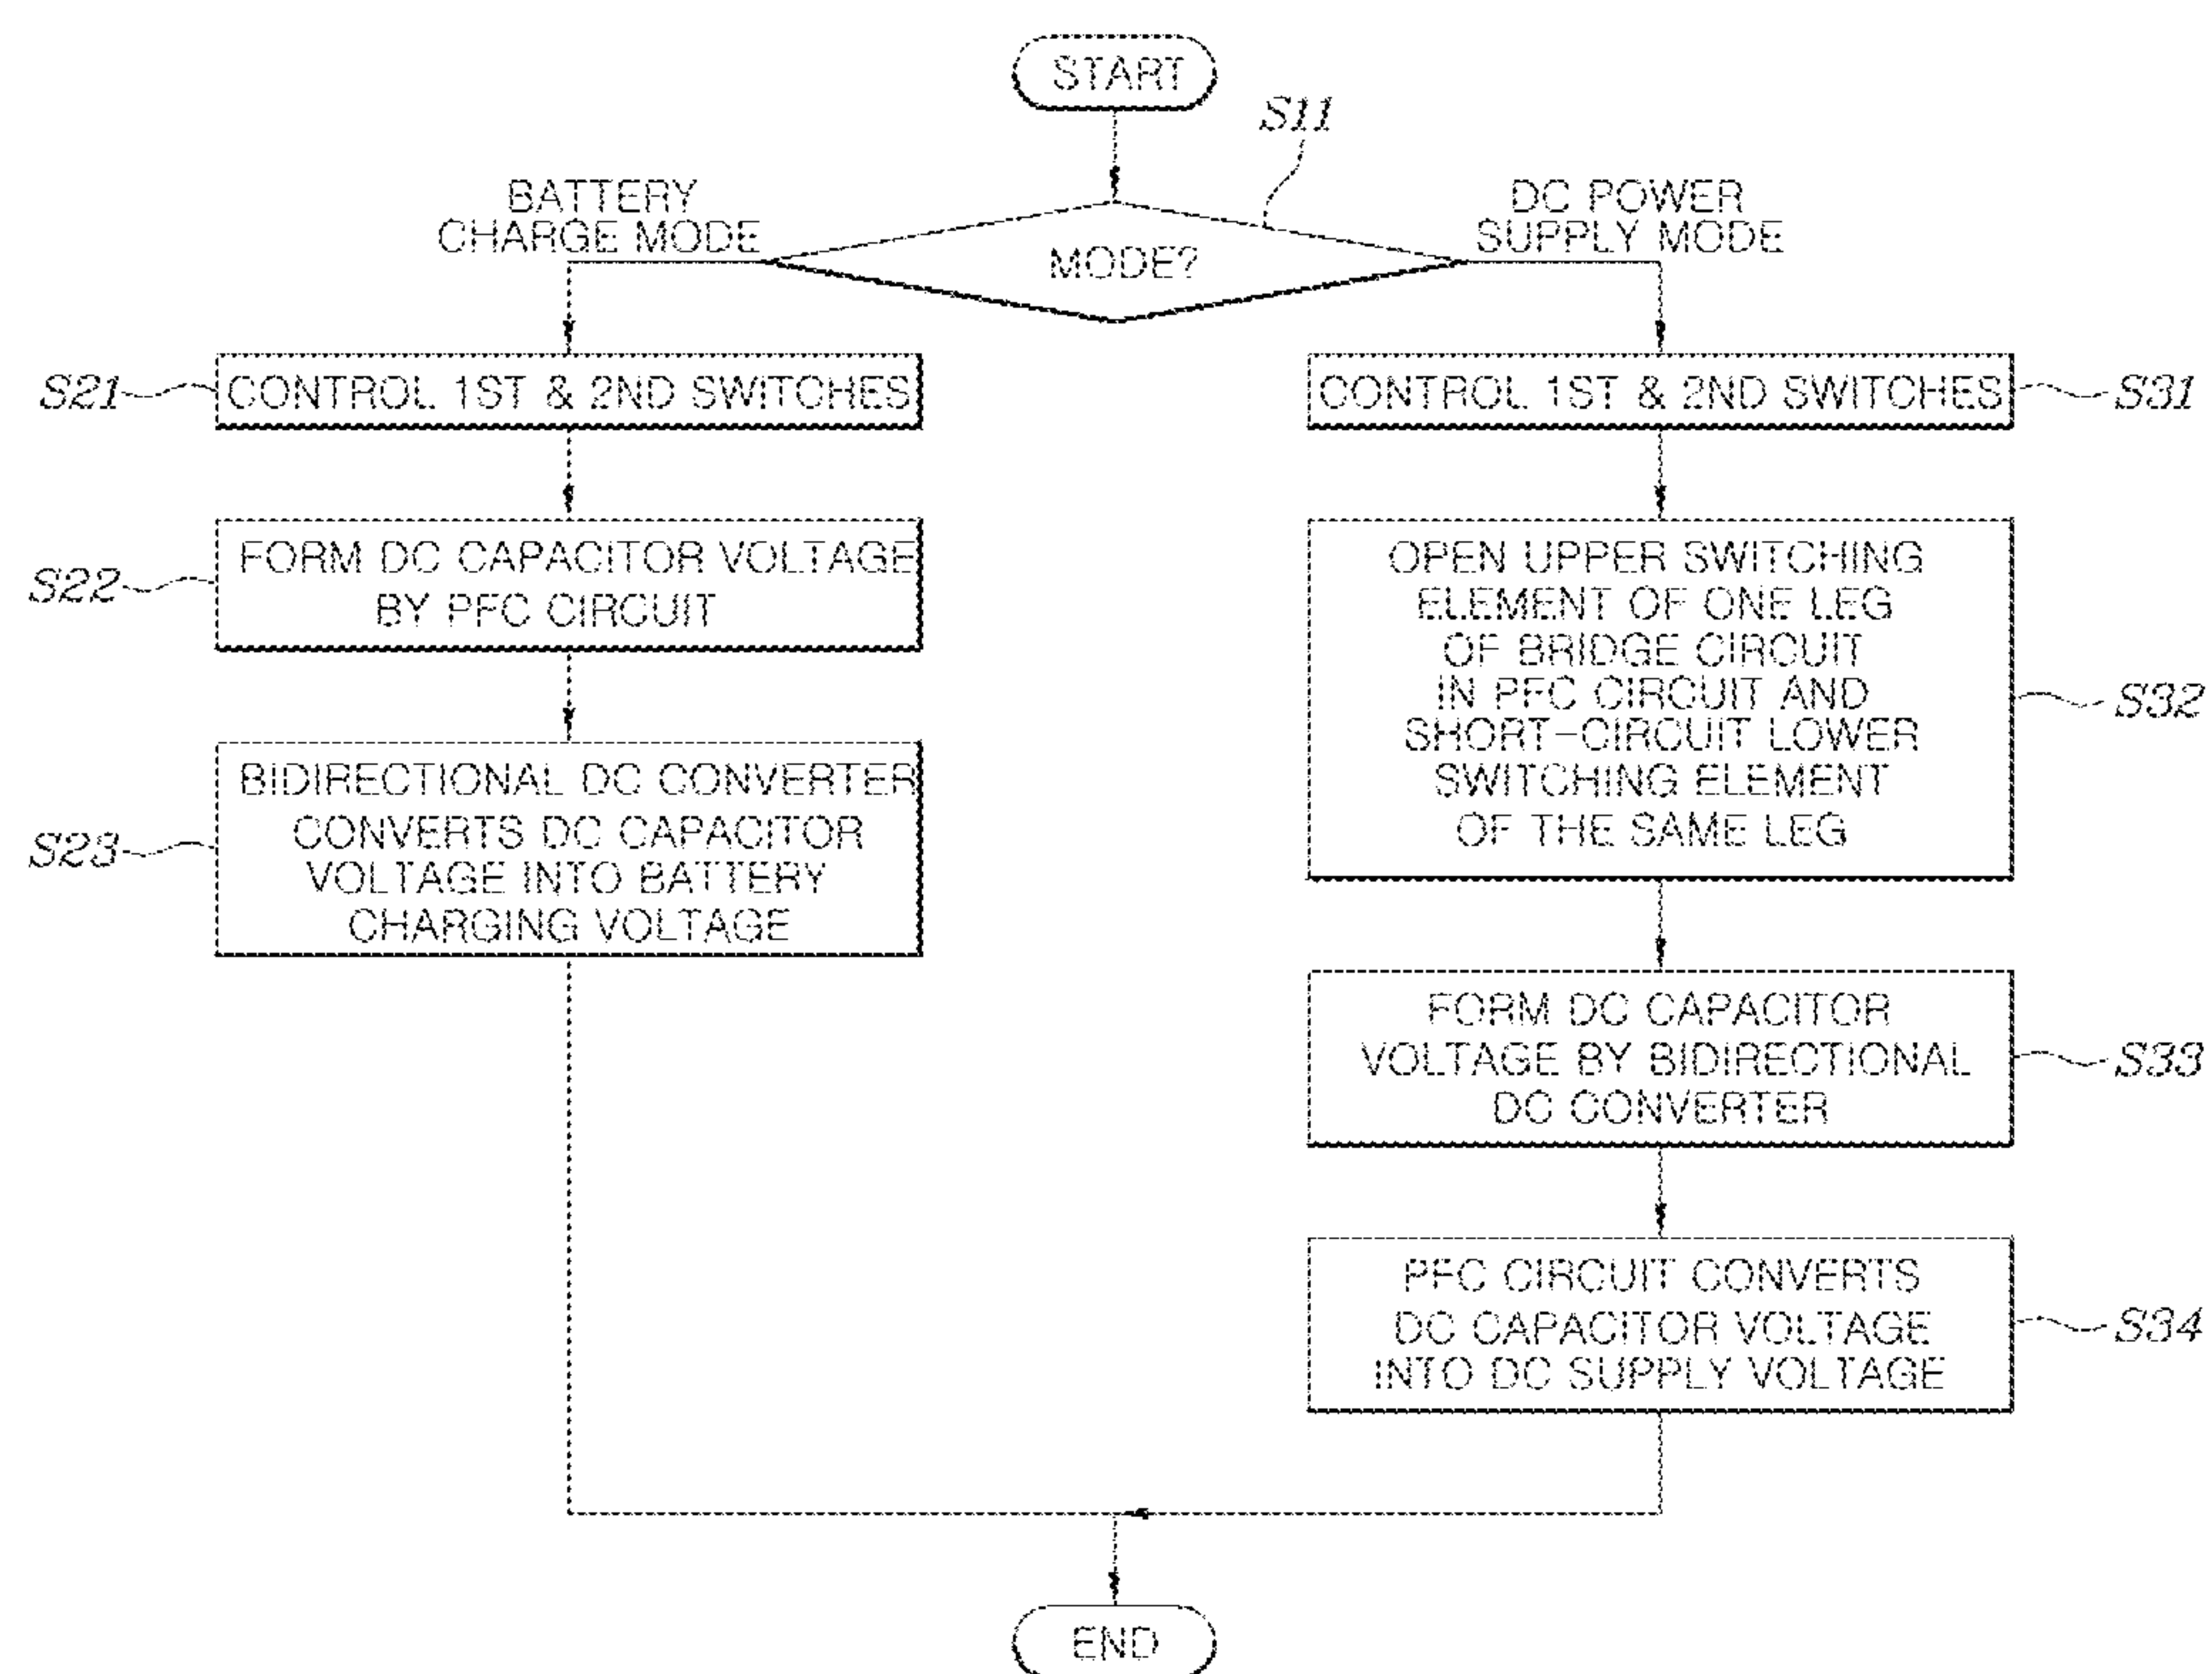 START
S11
BATTERY
CHARGE MODE
MODE?
DC POWER
SUPPLY MODE
S21
CONTROL 1ST & 2ND SWITCHES
S22
FORM DC CAPACITOR VOLTAGE
BY PFC CIRCUIT
S23
BIDIRECTIONAL DC CONVERTER
CONVERTS DC CAPACITOR
VOLTAGE INTO BATTERY
CHARGING VOLTAGE
CONTROL 1ST & 2ND SWITCHES
S31
OPEN UPPER SWITCHING
ELEMENT OF ONE LEG
OF BRIDGE CIRCUIT
IN PFC CIRCUIT AND
SHORT-CIRCUIT LOWER
SWITCHING ELEMENT
OF THE SAME LEG
S32
FORM DC CAPACITOR
VOLTAGE BY BIDIRECTIONAL
DC CONVERTER
S33
PFC CIRCUIT CONVERTS
DC CAPACITOR VOLTAGE
INTO DC SUPPLY VOLTAGE
S34
END